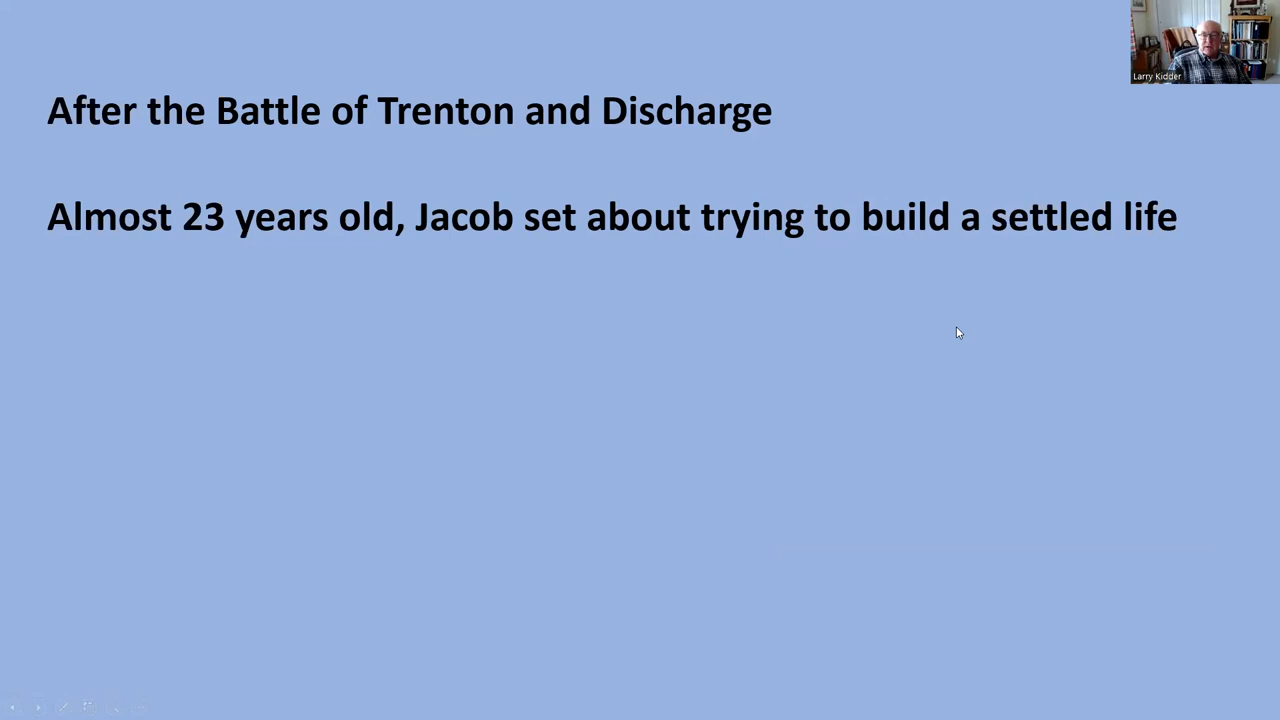 Larry Kidder
After the Battle of Trenton and Discharge
Almost 23 years old, Jacob set about trying to build a settled life